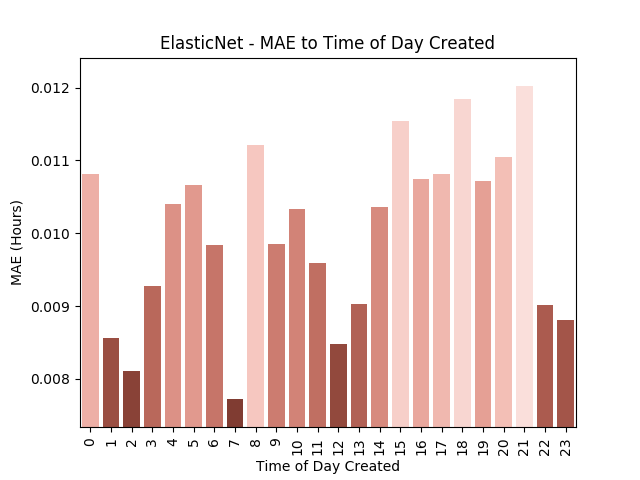 ElasticNet - MAE to Time of Day Created
0.012
0.011
0.010
0.009
0.008
MAE (Hours)
0 1 2 3 4 5 6 7 8 9 10 11 12 13 14 15 16 17 18 19 20 21 22 23
Time of Day Created